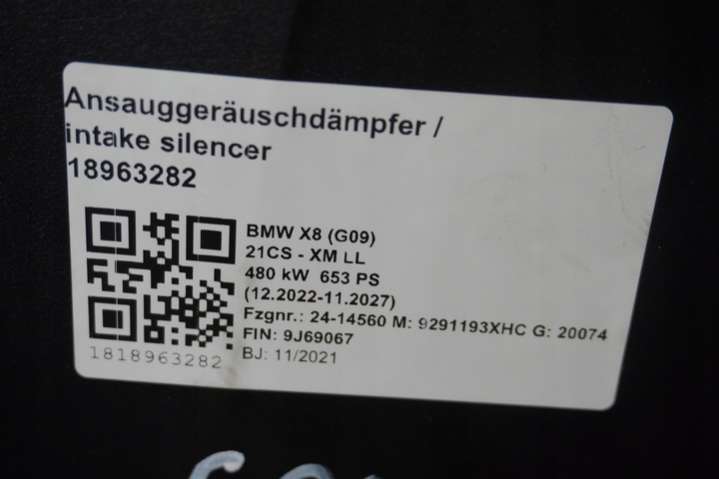 Ansauggeräuschdämpfer /
intake silencer
18963282
BMW X8 (G09)
21CS - XM LL
480 kW 653 PS
(12.2022-11.2027)
Fzgnr.: 24-14560 M: 9291193XHC G: 20074
FIN: 9J69067
BJ: 11/2021
1818963282